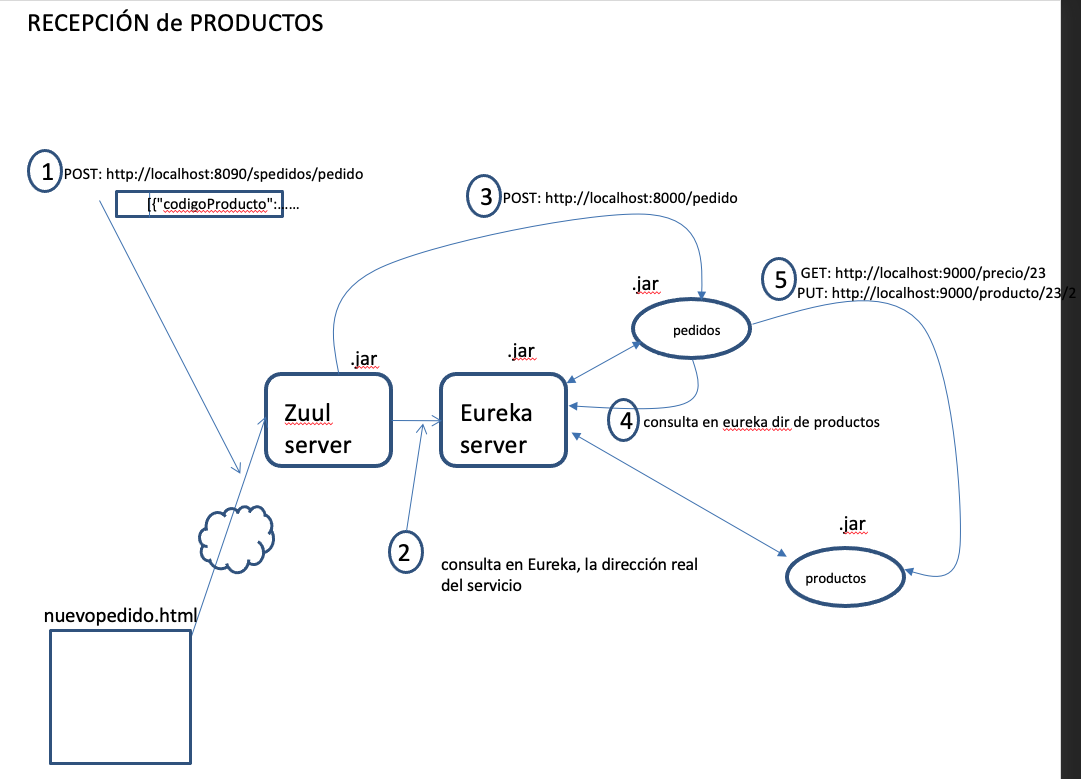 RECEPCIÓN de PRODUCTOS
1
POST: http://localhost:8090/spedidos/pedido
[{"codigoProducto":......
3
POST: http://localhost:8000/pedido
5
GET: http://localhost:9000/precio/23
PUT: http://localhost:9000/producto/23/2
.jar
pedidos
.jar
.jar
Zuul
server
Eureka
server
4
consulta en eureka dir de productos
.jar
productos
2
consulta en Eureka, la dirección real
del servicio
nuevopedido.html